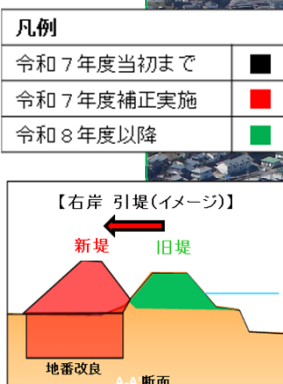 凡例
令和７年度当初まで
令和７年度補正実施
令和８年度以降
【右岸 引堤（イメージ）】
新堤 旧堤
地番改良
A-A'断面